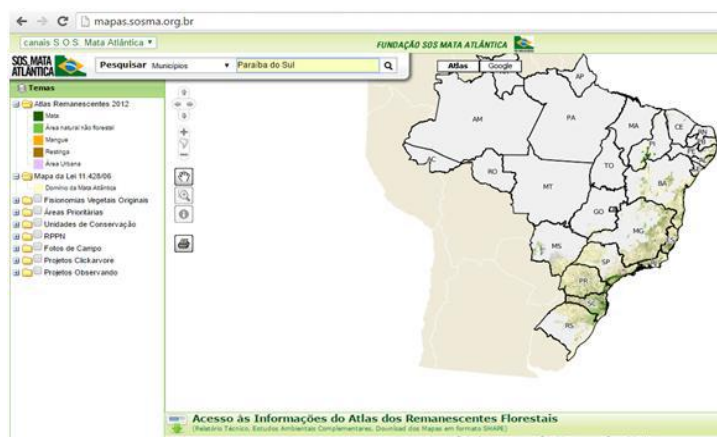 mapas.sosma.org.br
canais S O S. Mata Atlântica
FUNDAÇÃO SOS MATA ATLÂNTICA
SOS MATA ATLÂNTICA
Pesquisar Municípios Paraíba do Sul
Atlas Google
Temas
Atlas Remanescentes 2012
Mata
Área natural não florestal
Mangue
Restinga
Área Urbana
Mapa da Lei 11.428/06
Domínio da Mata Atlântica
Fisionomias Vegetais Originais
Áreas Prioritárias
Unidades de Conservação
RPPN
Fotos de Campo
Projetos Clickarvore
Projetos Observando
AP
AM
PA
MA
CE
RN
PI
AC
TO
RO
BA
MT
GO
MG
MS
SP
PR
SC
RS
Acesso às Informações do Atlas dos Remanescentes Florestais
(Relatório Técnico, Estudos Ambientais Complementares, Download dos Mapas em formato SHAPE)